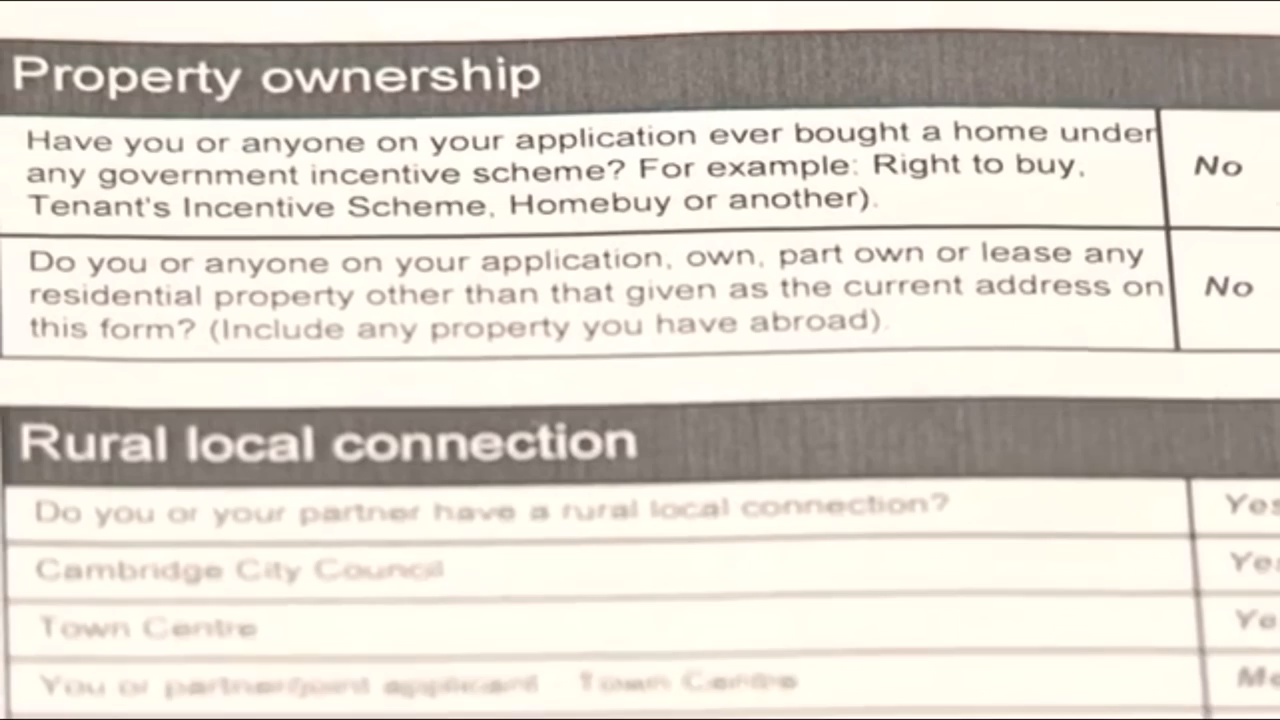 Property ownership
Have you or anyone on your application ever bought a home under
any government incentive scheme? For example: Right to buy,
Tenant's Incentive Scheme, Homebuy or another).
No
Do you or anyone on your application, own, part own or lease any
residential property other than that given as the current address on
this form? (Include any property you have abroad).
No
Rural local connection
Do you or your partner have a rural local connection?
Yes
Cambridge City Council
Yes
Town Centre
Ye
You or partner/joint applicant Town Centre